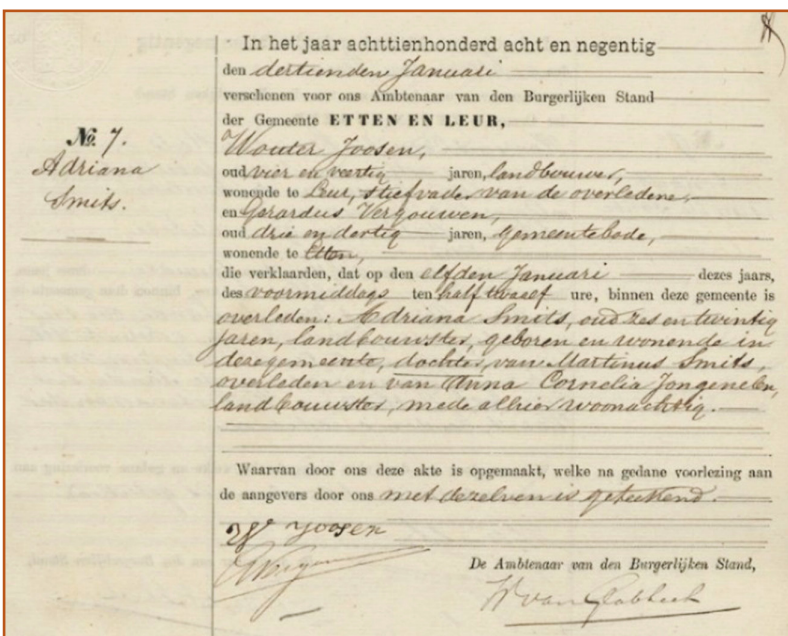 In het jaar achttienhonderd acht en negentig
den dertienden Januari
verschenen voor ons Ambtenaar van den Burgerlijken Stand
der Gemeente ETTEN EN LEUR,
No. 7.
Adriana
Smits.
Wouter Joosen,
oud vier en veertig jaren, landbouwer,
wonende te Leur, stiefvader van de overledene,
en Gerardus Vergouwen,
oud drie en dertig jaren, gemeentebode,
wonende te Etten,
die verklaarden, dat op den elfden Januari dezes jaars,
des voormiddags ten half twaalf ure, binnen deze gemeente is
overleden: Adriana Smits, oud zes en twintig
jaren, landbouwster, geboren en wonende in
deze gemeente, dochter van Martinus Smits,
overleden en van Anna Cornelia Jongenelen,
landbouwster, mede alhier woonachtig.
Waarvan door ons deze akte is opgemaakt, welke na gedane voorlezing aan
de aangevers door ons met dezelven is geteekend.
W Joosen
De Ambtenaar van den Burgerlijken Stand,